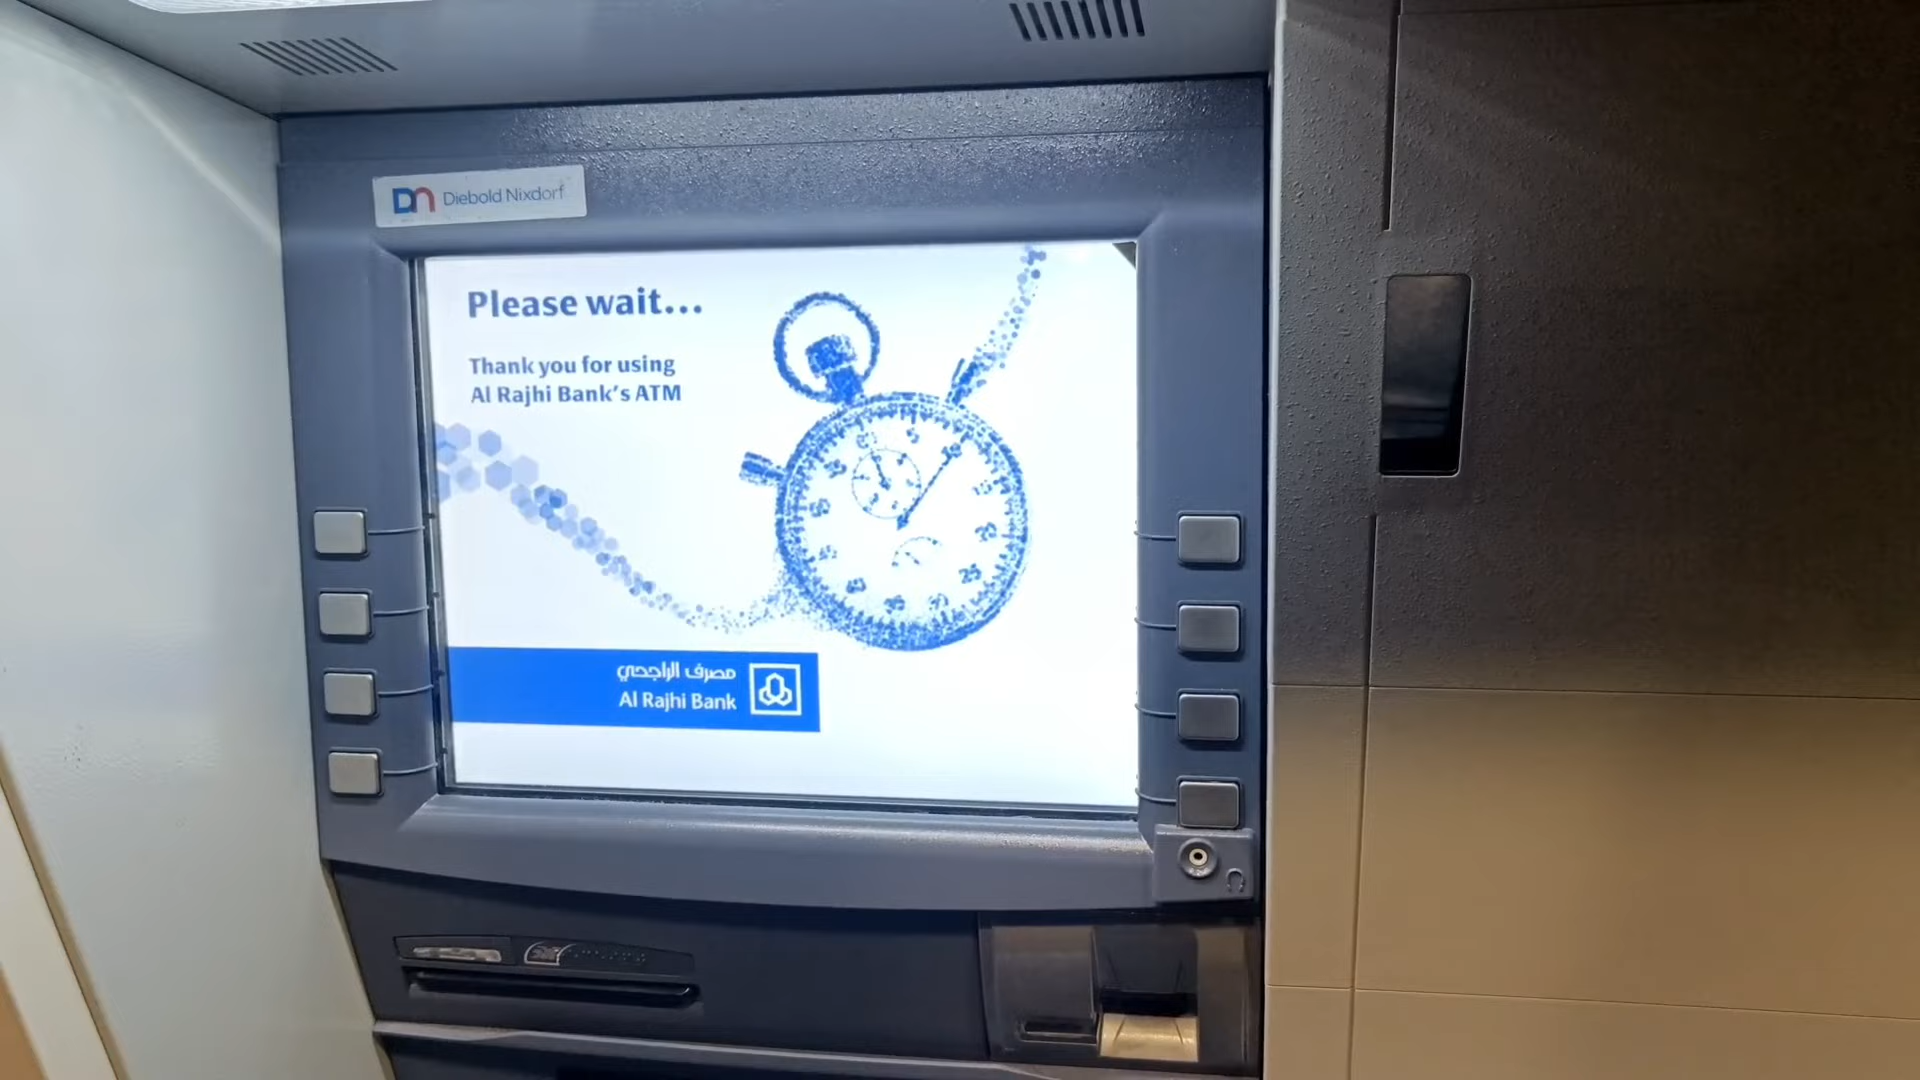 Diebold Nixdorf
Please wait...
Thank you for using
Al Rajhi Bank's ATM
مصرف الراجحي
Al Rajhi Bank